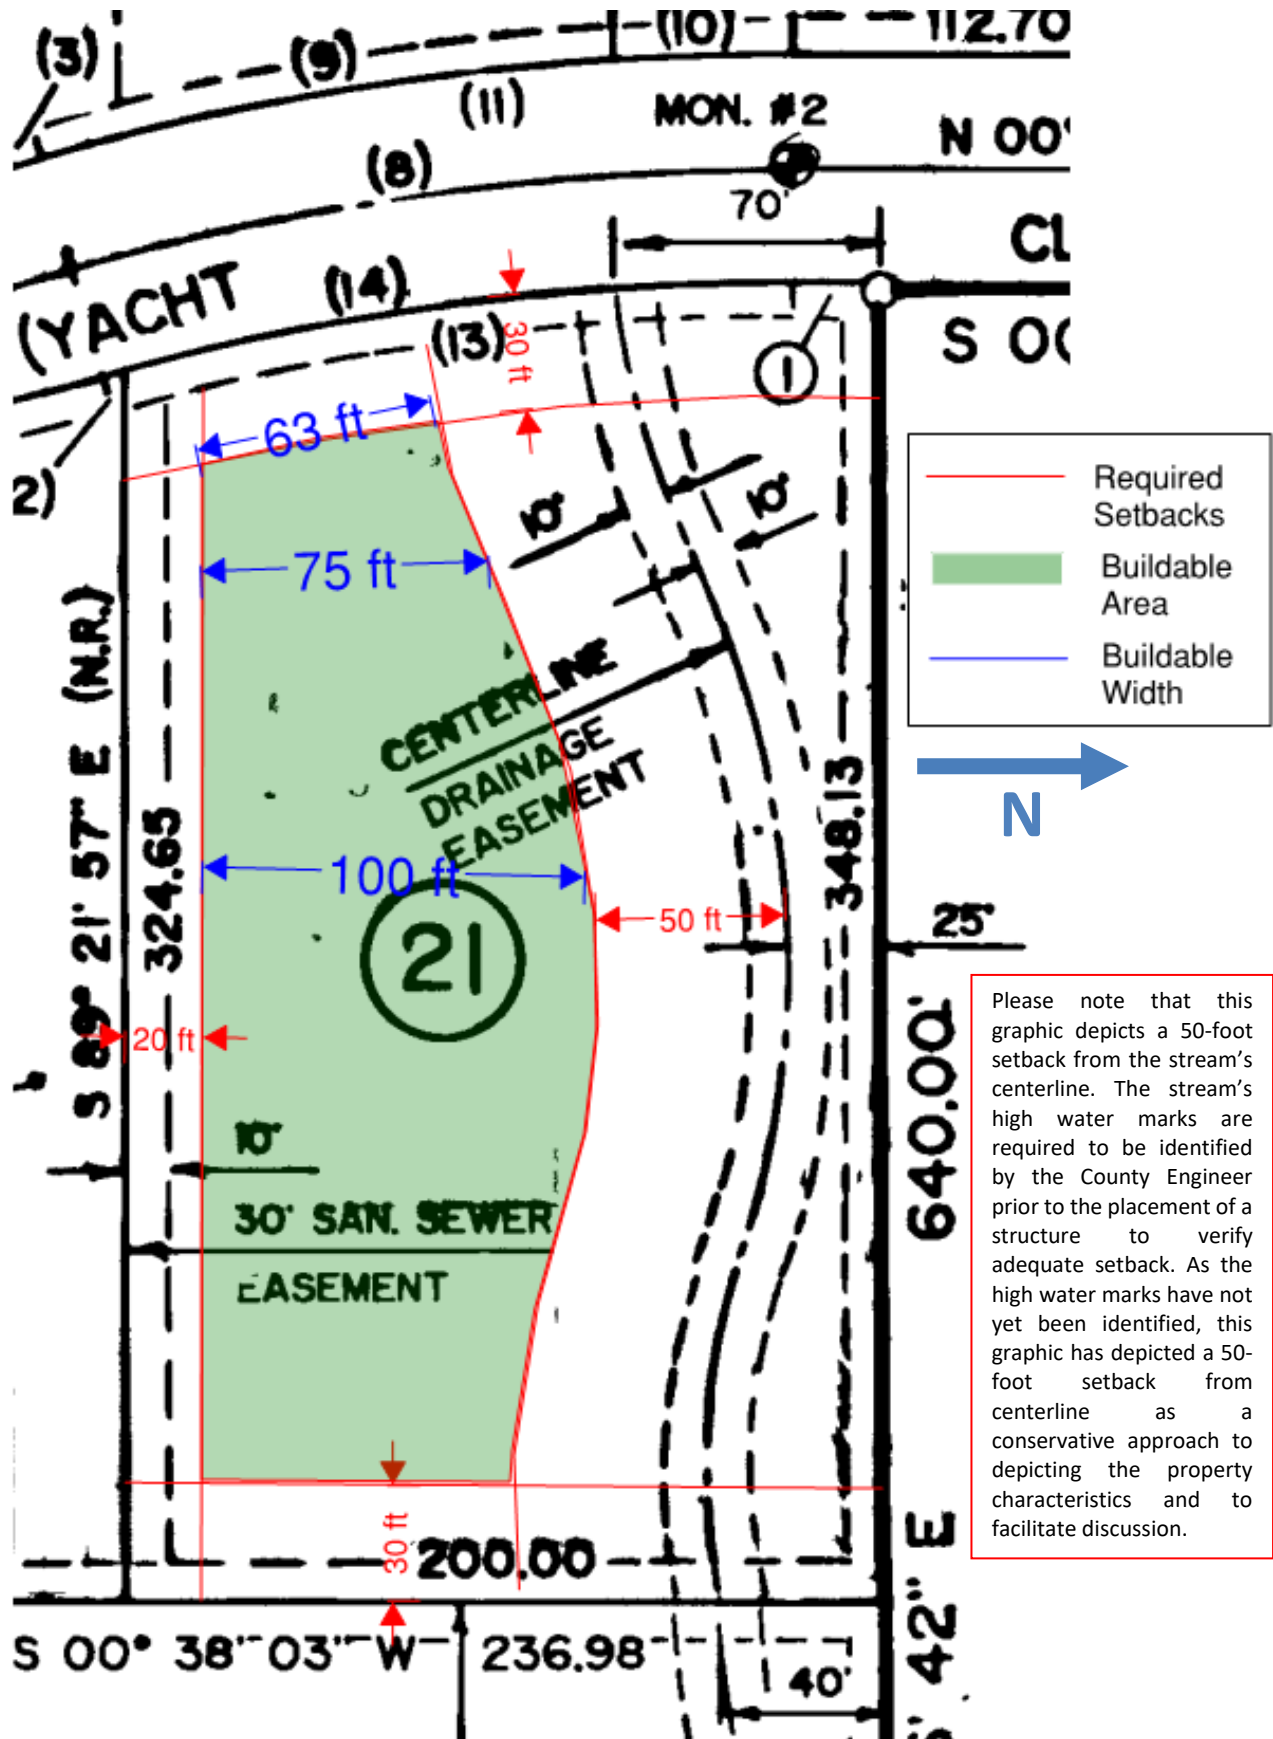 (3)
(9)
(10)
112.70
(11)
MON. #2
N 00°
(8)
70'
CL
(YACHT
(14)
(13)
30 ft
S 00
1
63 ft
2)
10'
10'
Required
Setbacks
75 ft
Buildable
Area
Buildable
Width
CENTERLINE
DRAINAGE
EASEMENT
N
S 89° 21' 57" E (N.R.)
324.65
348.13
100 ft
50 ft
25'
21
20 ft
640.00'
Please note that this
graphic depicts a 50-foot
setback from the stream's
centerline. The stream's
high water marks are
required to be identified
by the County Engineer
prior to the placement of a
structure to verify
adequate setback. As the
high water marks have not
yet been identified, this
graphic has depicted a 50-
foot setback from
centerline as a
conservative approach to
depicting the property
characteristics and to
facilitate discussion.
10'
30' SAN. SEWER
EASEMENT
30 ft
200.00
42" E
S 00° 38' 03" W
236.98
40'